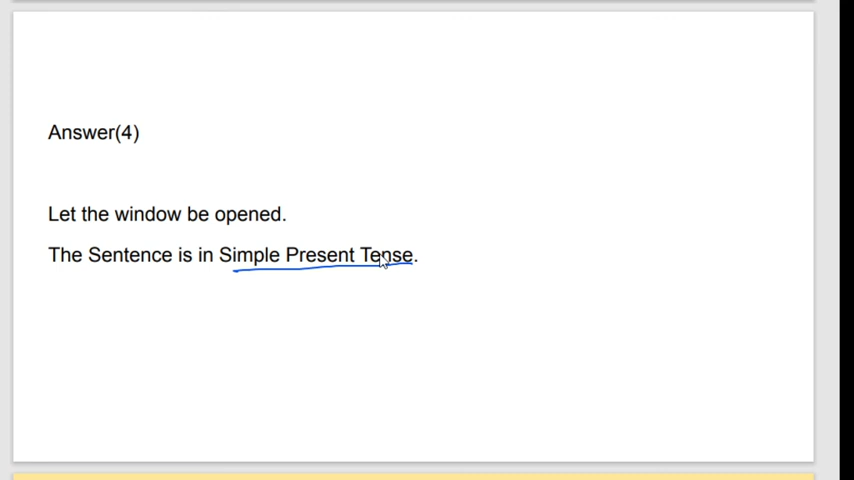 Answer(4)
Let the window be opened.
The Sentence is in Simple Present Tense.